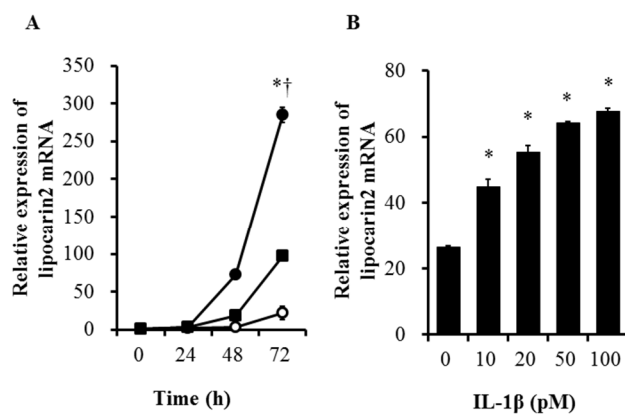 A
Relative expression of
lipocarin2 mRNA
350
300
250
200
150
100
50
0
*†
0 24 48 72
Time (h)
B
Relative expression of
lipocarin2 mRNA
80
60
40
20
0
* * * *
0 10 20 50 100
IL-1β (pM)